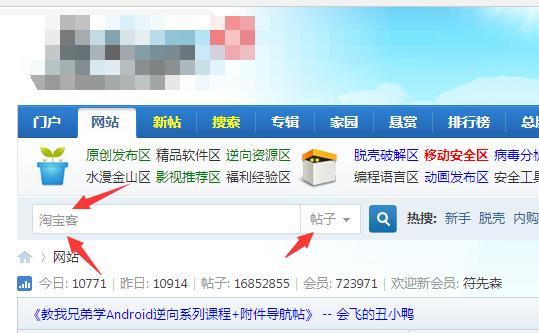 门户 网站 新帖 搜索 专辑 家园 悬赏 排行榜
原创发布区 精品软件区 逆向资源区 脱壳破解区 移动安全区 病毒分
水漫金山区 影视推荐区 福利经验区 编程语言区 动画发布区 安全工具
淘宝客 帖子 热搜: 新手 脱壳 内购
› 网站
今日: 10771 | 昨日: 10914 | 帖子: 16852855 | 会员: 723971 | 欢迎新会员: 符先森
《教我兄弟学Android逆向系列课程+附件导航帖》 -- 会飞的丑小鸭